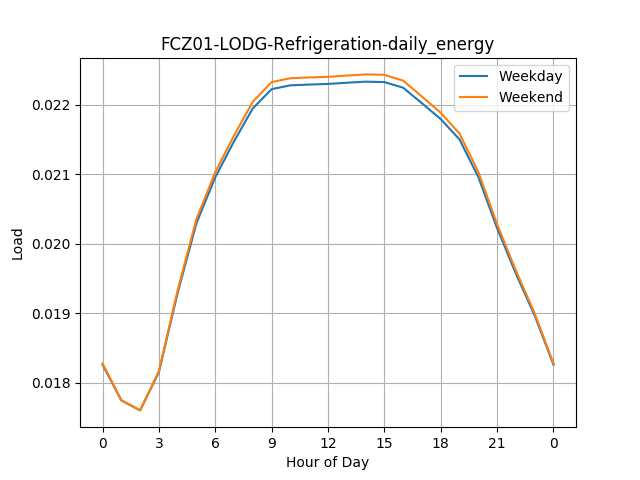 FCZ01-LODG-Refrigeration-daily_energy
Weekday
Weekend
0.022
0.021
0.020
0.019
0.018
Load
0 3 6 9 12 15 18 21 0
Hour of Day